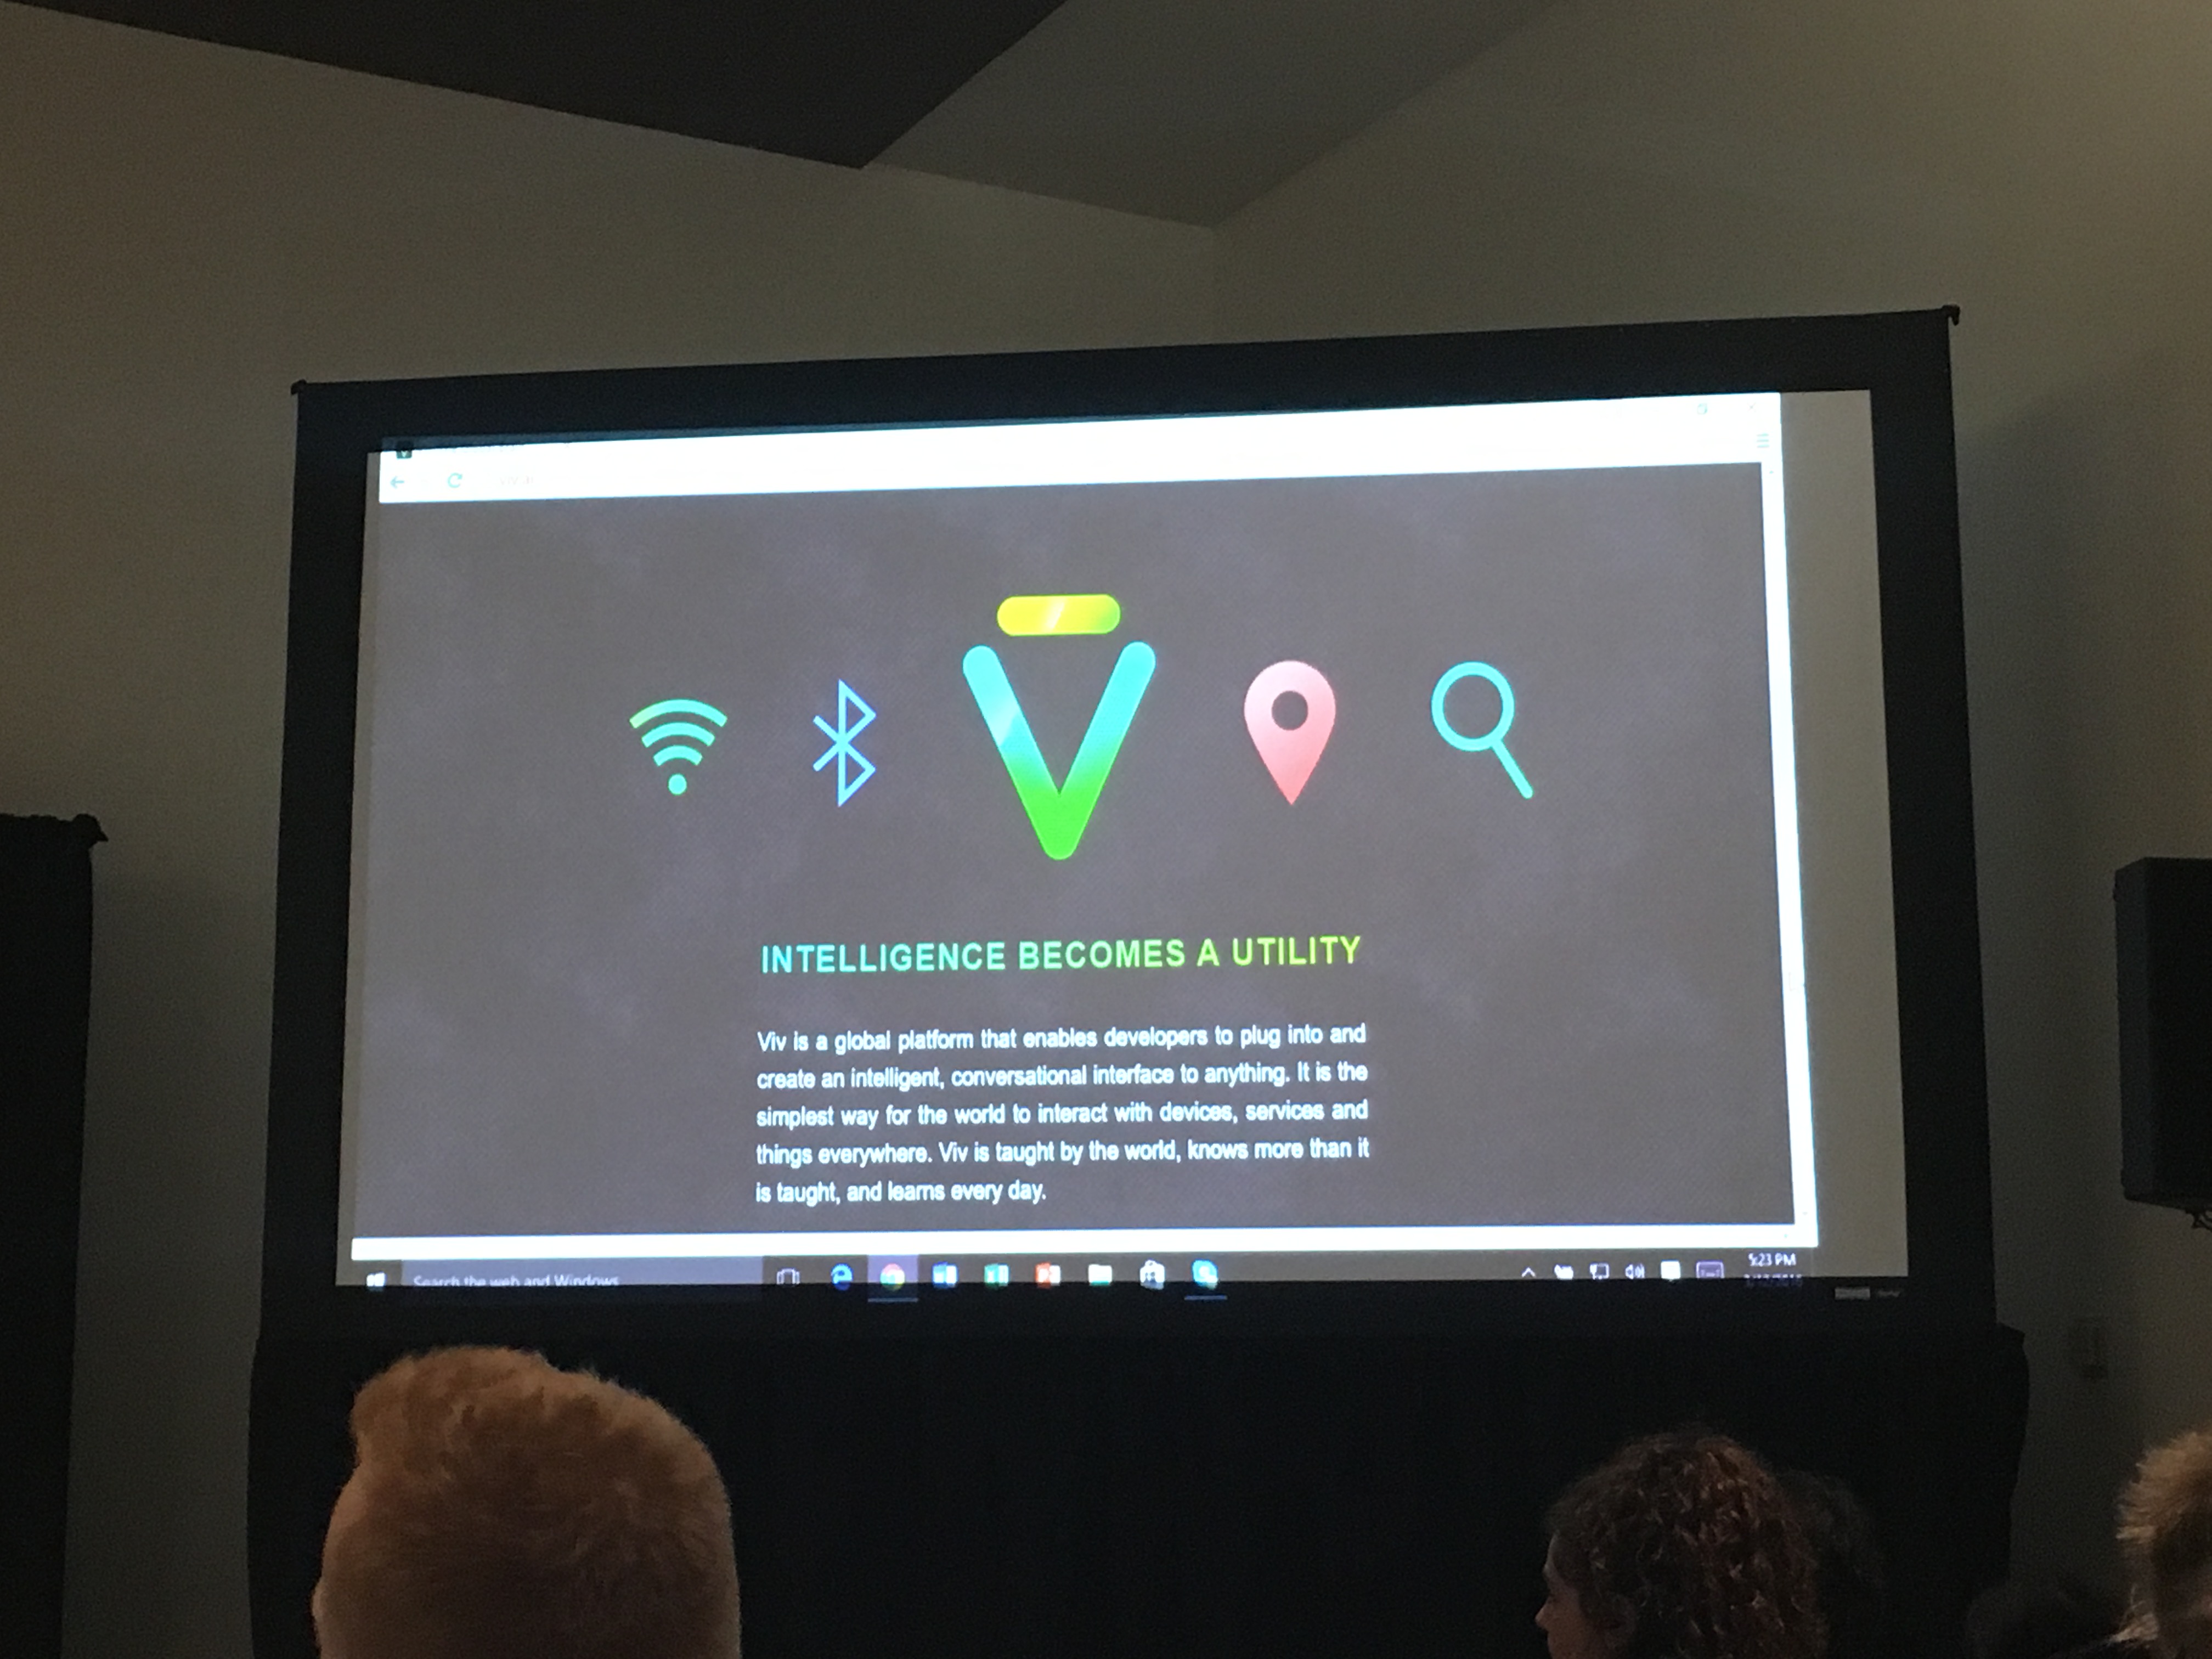 V
INTELLIGENCE BECOMES A UTILITY
Viv is a global platform that enables developers to plug into and
create an intelligent, conversational interface to anything. It is the
simplest way for the world to interact with devices, services and
things everywhere. Viv is taught by the world, knows more than it
is taught, and learns every day.
Search the web and Windows
5:23 PM